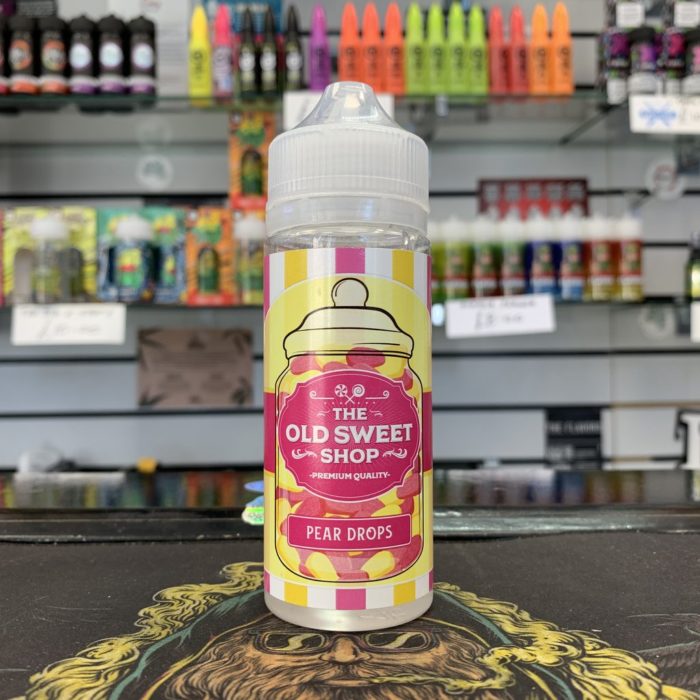 THE
OLD SWEET
SHOP
-PREMIUM QUALITY-
PEAR DROPS